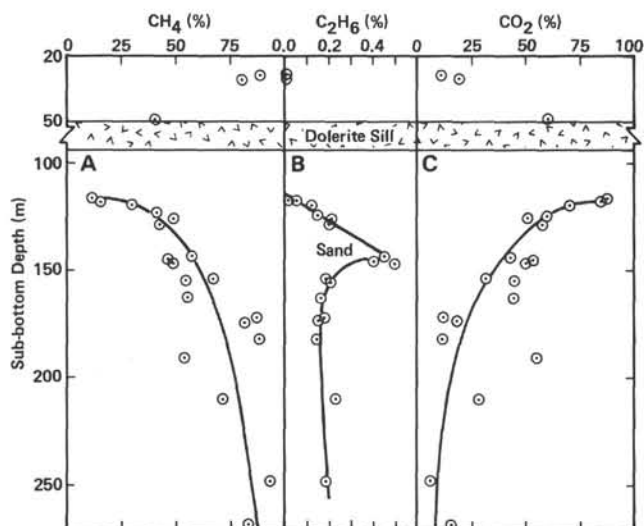 CH4 (%) C2H6 (%) CO2 (%)
0 25 50 75 0.0 0.2 0.4 0 25 50 75 100
20
50
Dolerite Sill
100
A B C
Sand
150
200
250
Sub-bottom Depth (m)